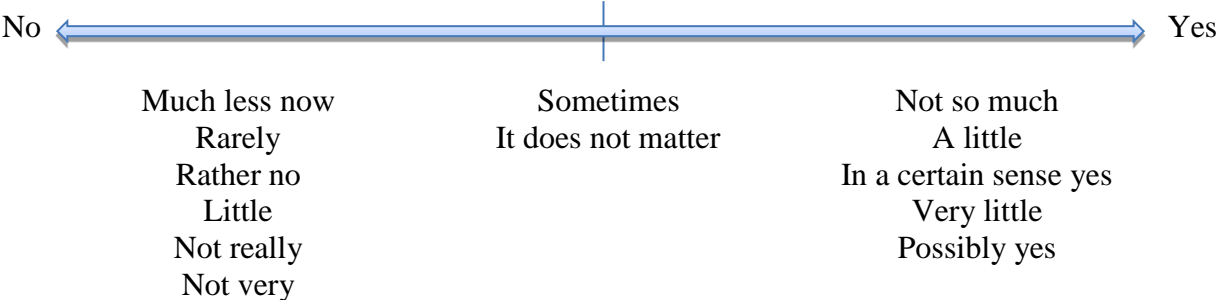 No Yes
Much less now Sometimes Not so much
Rarely It does not matter A little
Rather no In a certain sense yes
Little Very little
Not really Possibly yes
Not very